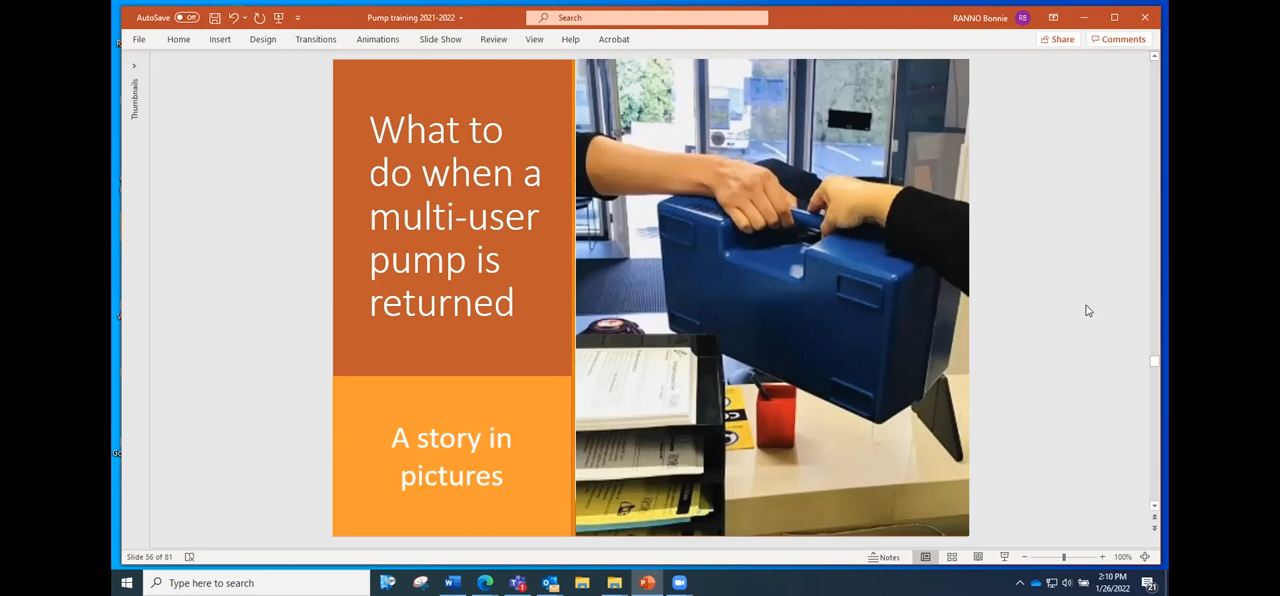 AutoSave
Off
Pump training 2021-2022
Search
RANNO Bonnie
RB
File
Home
Insert
Design
Transitions
Animations
Slide Show
Review
View
Help
Acrobat
Share
Comments
Thumbnails
What to
do when a
multi-user
pump is
returned
A story in
pictures
Slide 56 of 81
Notes
100%
Type here to search
2:10 PM
1/26/2022
21